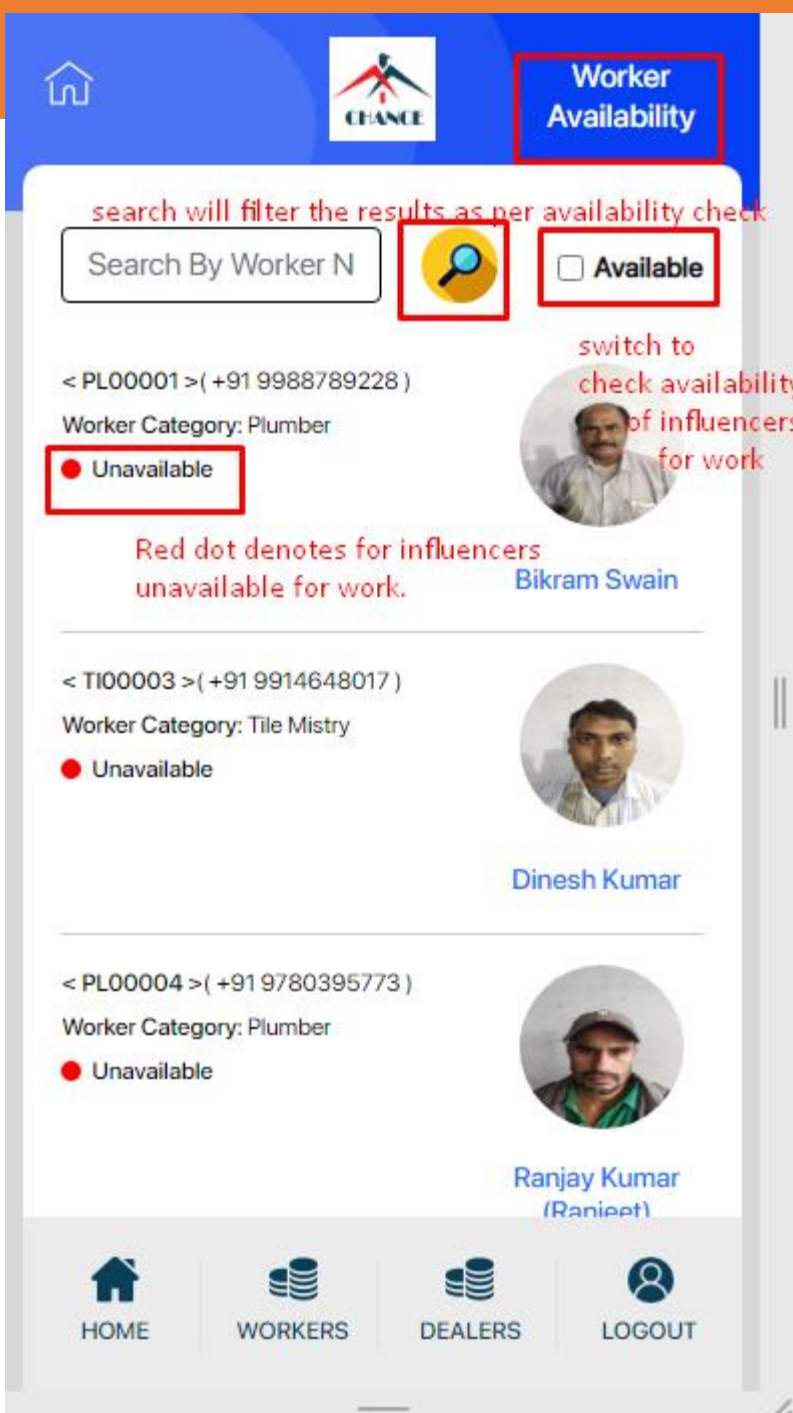 CHANCE
Worker
Availability
search will filter the results as per availability check
Search By Worker N
Available
switch to
check availability
of influencers
for work
< PL00001 >( +91 9988789228 )
Worker Category: Plumber
Unavailable
Red dot denotes for influencers
unavailable for work.
Bikram Swain
< TI00003 >( +91 9914648017 )
Worker Category: Tile Mistry
Unavailable
Dinesh Kumar
< PL00004 >( +91 9780395773 )
Worker Category: Plumber
Unavailable
Ranjay Kumar
(Ranjeet)
HOME WORKERS DEALERS LOGOUT